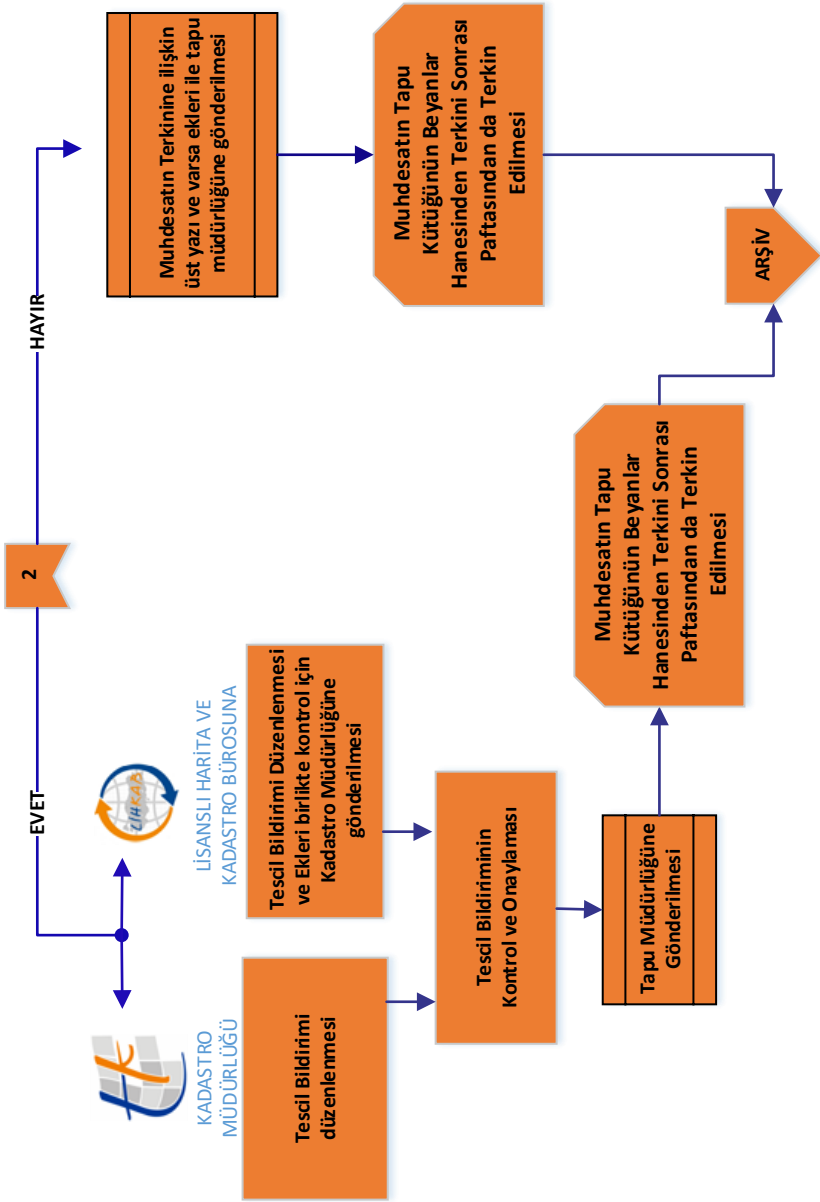 2
EVET
HAYIR
KADASTRO
MÜDÜRLÜĞÜ
LİHKAB
LİSANSLI HARİTA VE
KADASTRO BÜROSUNA
Tescil Bildirimi
düzenlenmesi
Tescil Bildirimi Düzenlenmesi
ve Ekleri birlikte kontrol için
Kadastro Müdürlüğüne
gönderilmesi
Tescil Bildiriminin
Kontrol ve Onaylaması
Tapu Müdürlüğüne
Gönderilmesi
Muhdesatın Tapu
Kütüğünün Beyanlar
Hanesinden Terkini Sonrası
Paftasından da Terkin
Edilmesi
Muhdesatın Terkinine ilişkin
üst yazı ve varsa ekleri ile tapu
müdürlüğüne gönderilmesi
Muhdesatın Tapu
Kütüğünün Beyanlar
Hanesinden Terkini Sonrası
Paftasından da Terkin
Edilmesi
ARŞİV